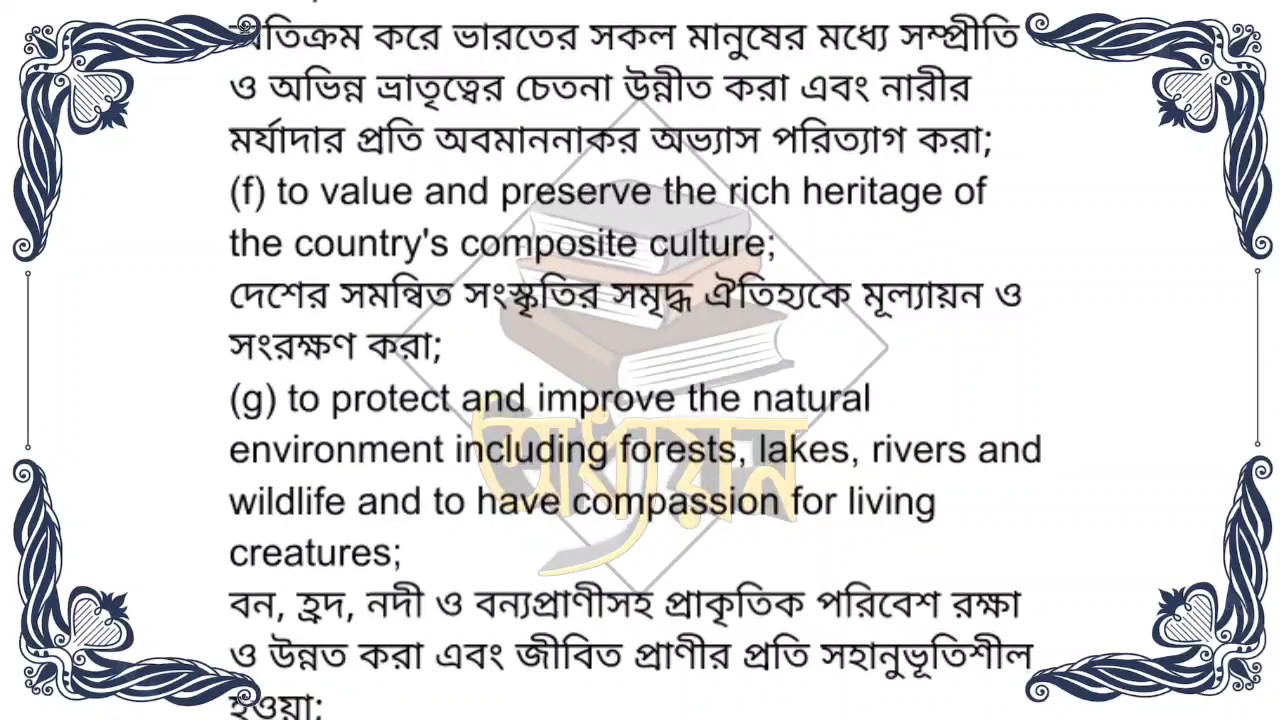 অতিক্রম করে ভারতের সকল মানুষের মধ্যে সম্প্রীতি
ও অভিন্ন ভ্রাতৃত্বের চেতনা উন্নীত করা এবং নারীর
মর্যাদার প্রতি অবমাননাকর অভ্যাস পরিত্যাগ করা;
(f) to value and preserve the rich heritage of
the country's composite culture;
দেশের সমন্বিত সংস্কৃতির সমৃদ্ধ ঐতিহ্যকে মূল্যায়ন ও
সংরক্ষণ করা;
(g) to protect and improve the natural
environment including forests, lakes, rivers and
wildlife and to have compassion for living
creatures;
অধ্যয়ন
বন, হ্রদ, নদী ও বন্যপ্রাণীসহ প্রাকৃতিক পরিবেশ রক্ষা
ও উন্নত করা এবং জীবিত প্রাণীর প্রতি সহানুভূতিশীল
হওয়া;